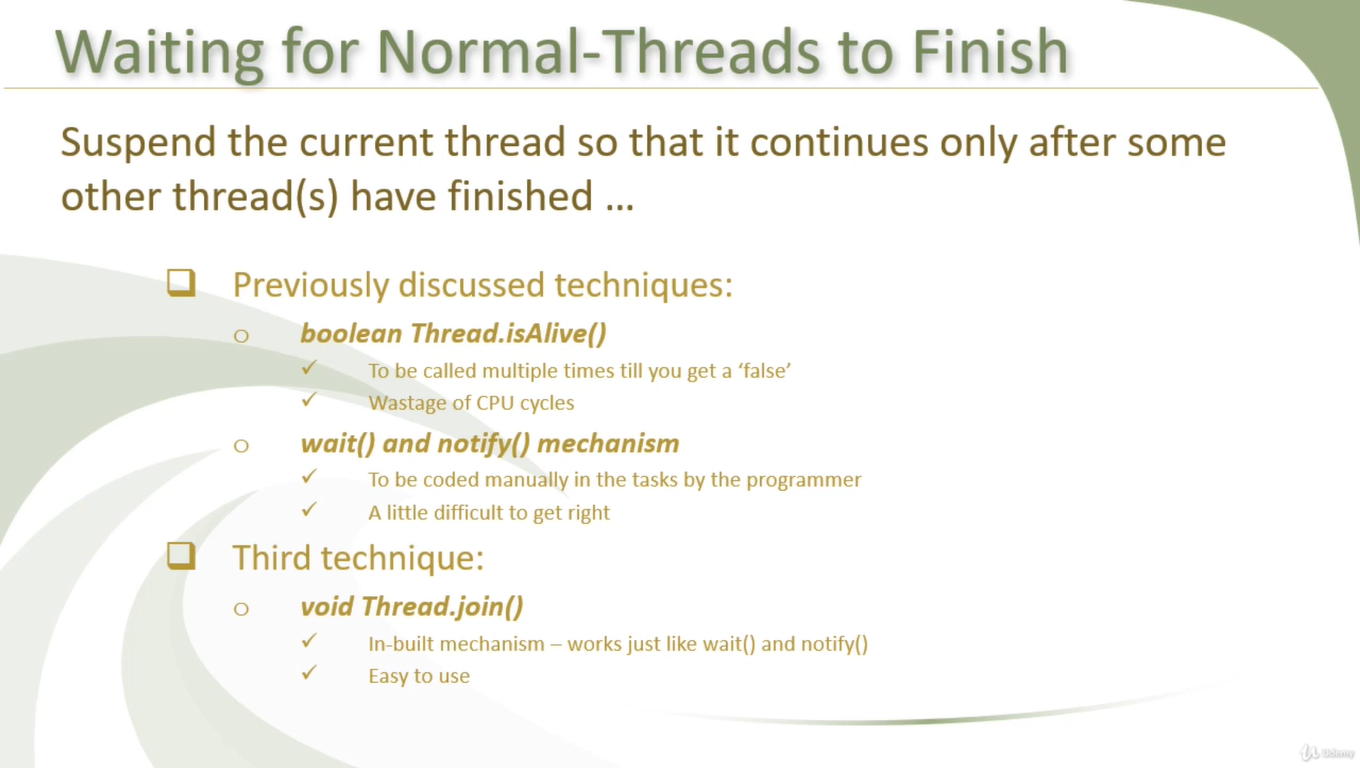 Waiting for Normal-Threads to Finish
Suspend the current thread so that it continues only after some
other thread(s) have finished ...
Previously discussed techniques:
boolean Thread.isAlive()
To be called multiple times till you get a ‘false’
Wastage of CPU cycles
wait() and notify() mechanism
To be coded manually in the tasks by the programmer
A little difficult to get right
Third technique:
void Thread.join()
In-built mechanism – works just like wait() and notify()
Easy to use
Udemy